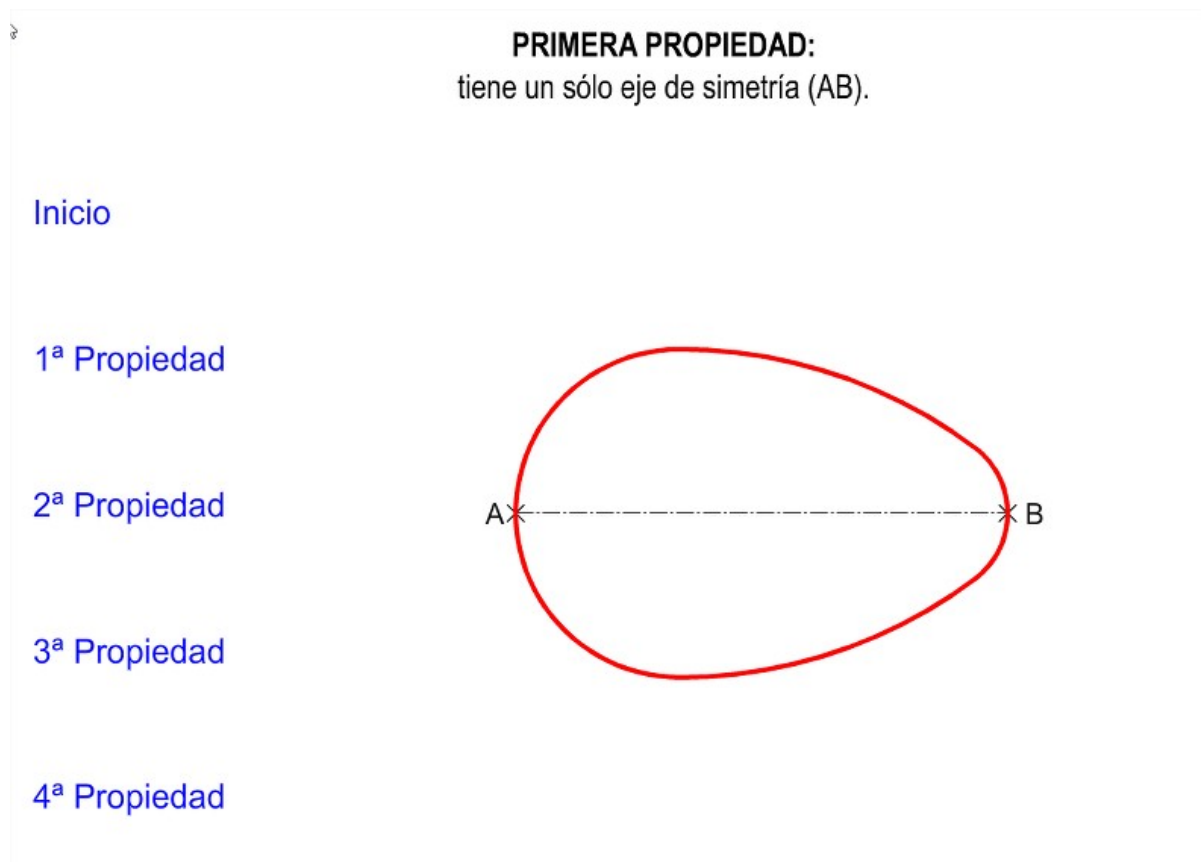 PRIMERA PROPIEDAD:
tiene un sólo eje de simetría (AB).
Inicio
1ª Propiedad
2ª Propiedad
A
B
3ª Propiedad
4ª Propiedad